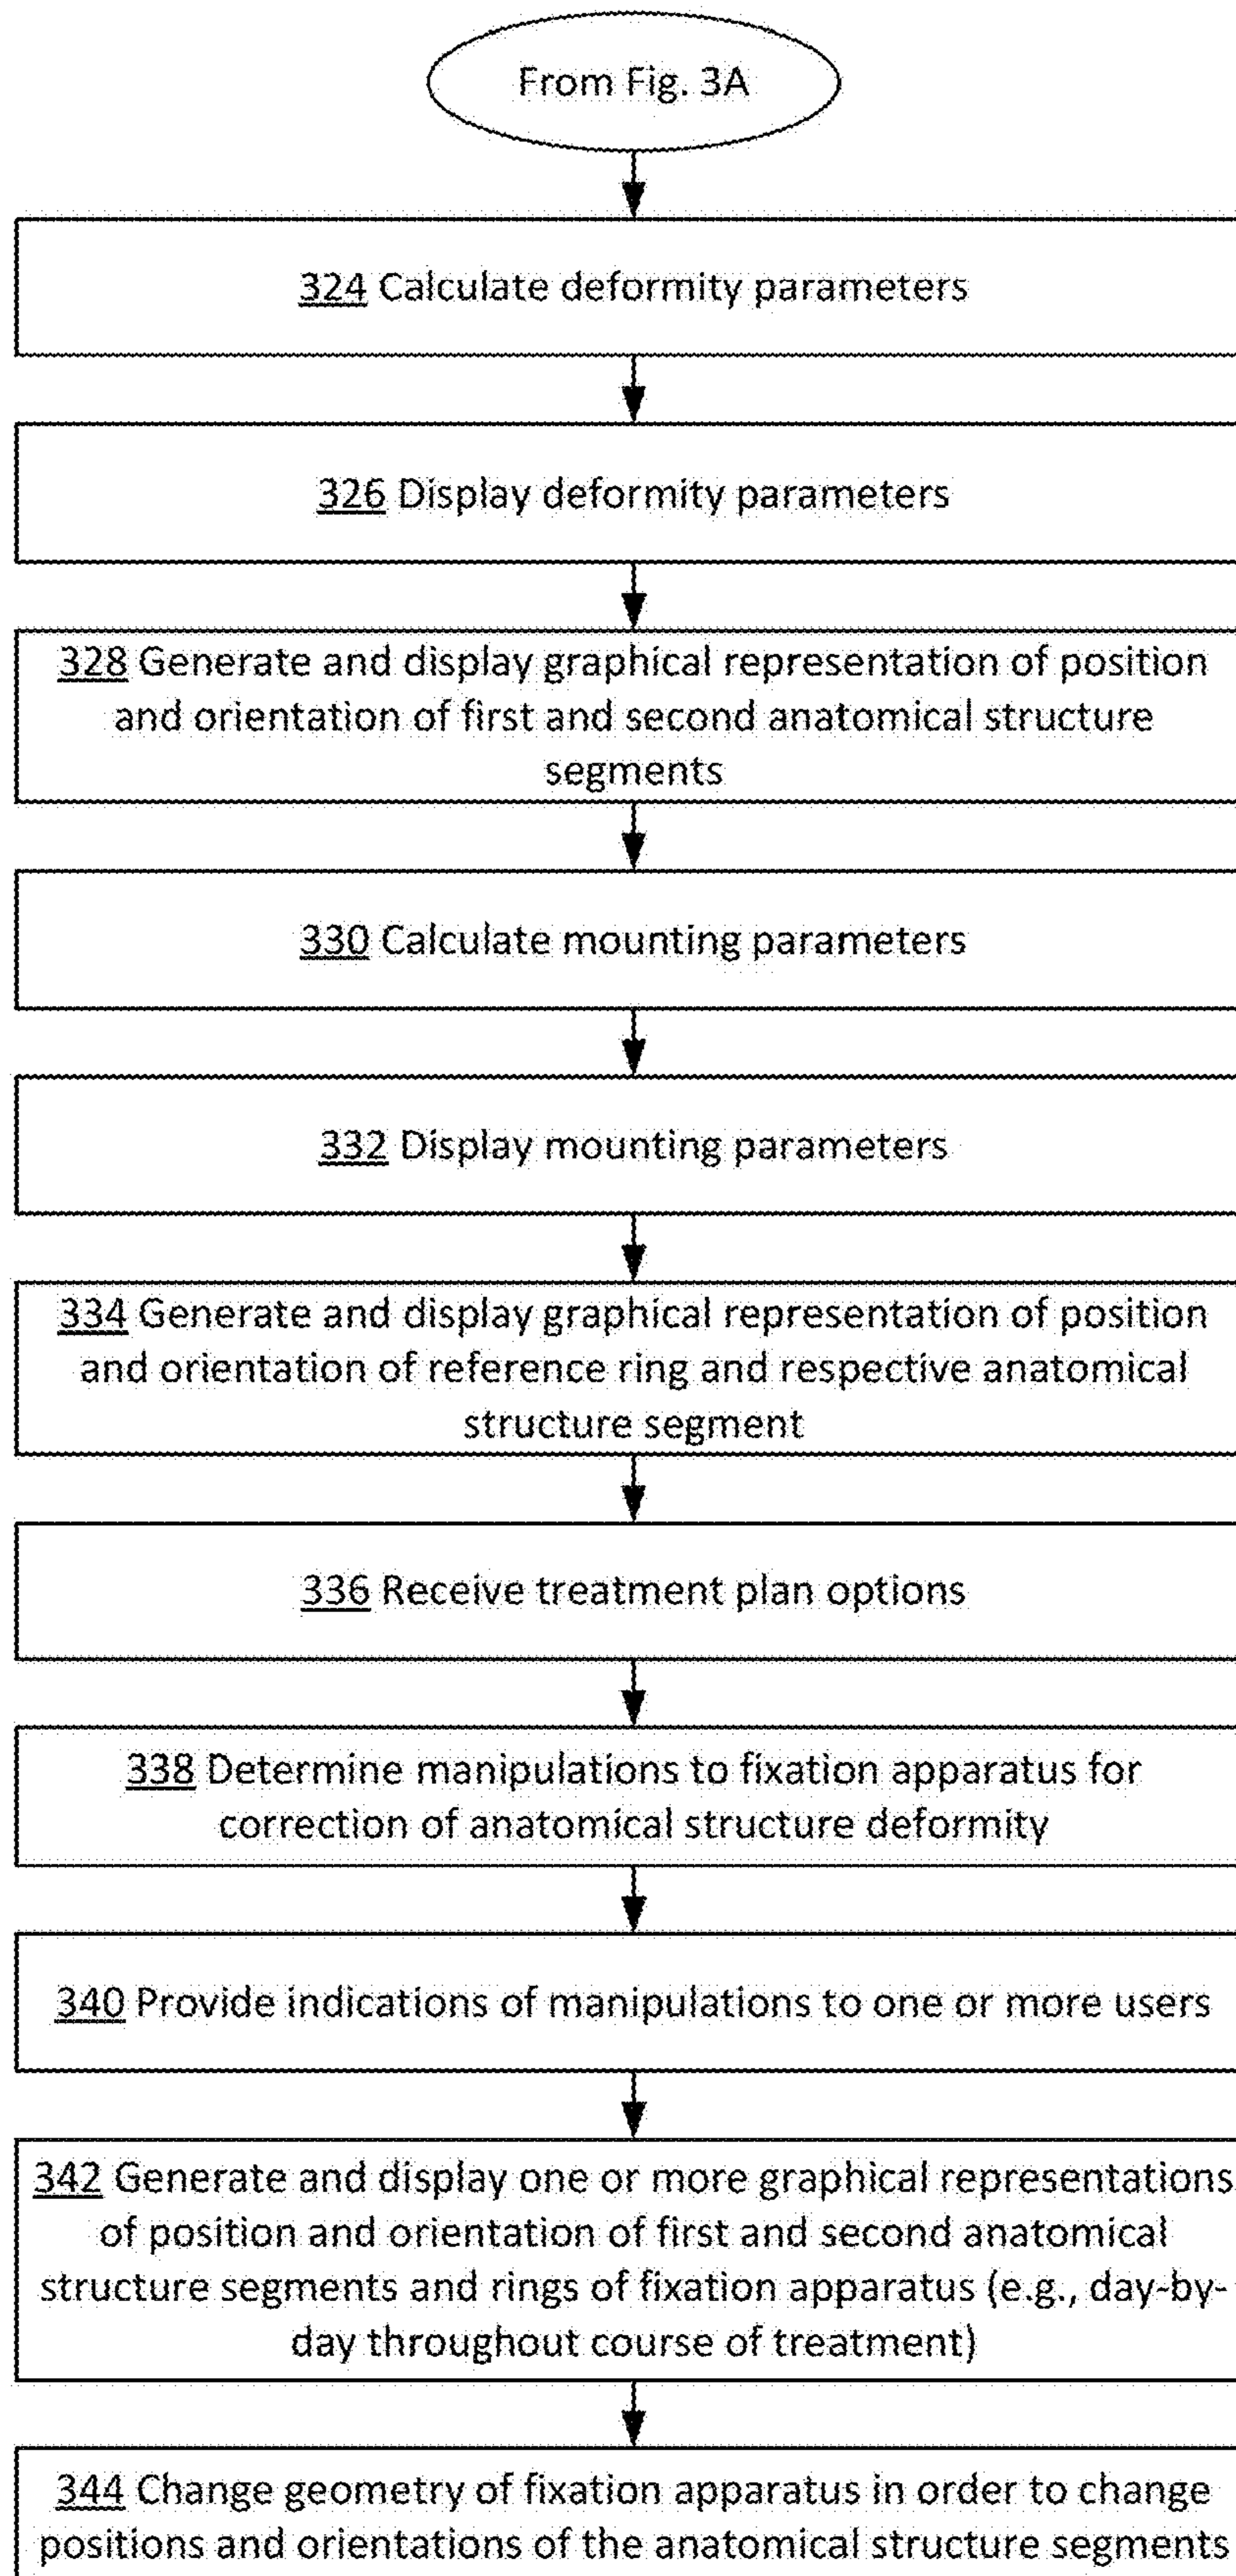 From Fig. 3A
324 Calculate deformity parameters
326 Display deformity parameters
328 Generate and display graphical representation of position
and orientation of first and second anatomical structure
segments
330 Calculate mounting parameters
332 Display mounting parameters
334 Generate and display graphical representation of position
and orientation of reference ring and respective anatomical
structure segment
336 Receive treatment plan options
338 Determine manipulations to fixation apparatus for
correction of anatomical structure deformity
340 Provide indications of manipulations to one or more users
342 Generate and display one or more graphical representations
of position and orientation of first and second anatomical
structure segments and rings of fixation apparatus (e.g., day-by-
day throughout course of treatment)
344 Change geometry of fixation apparatus in order to change
positions and orientations of the anatomical structure segments